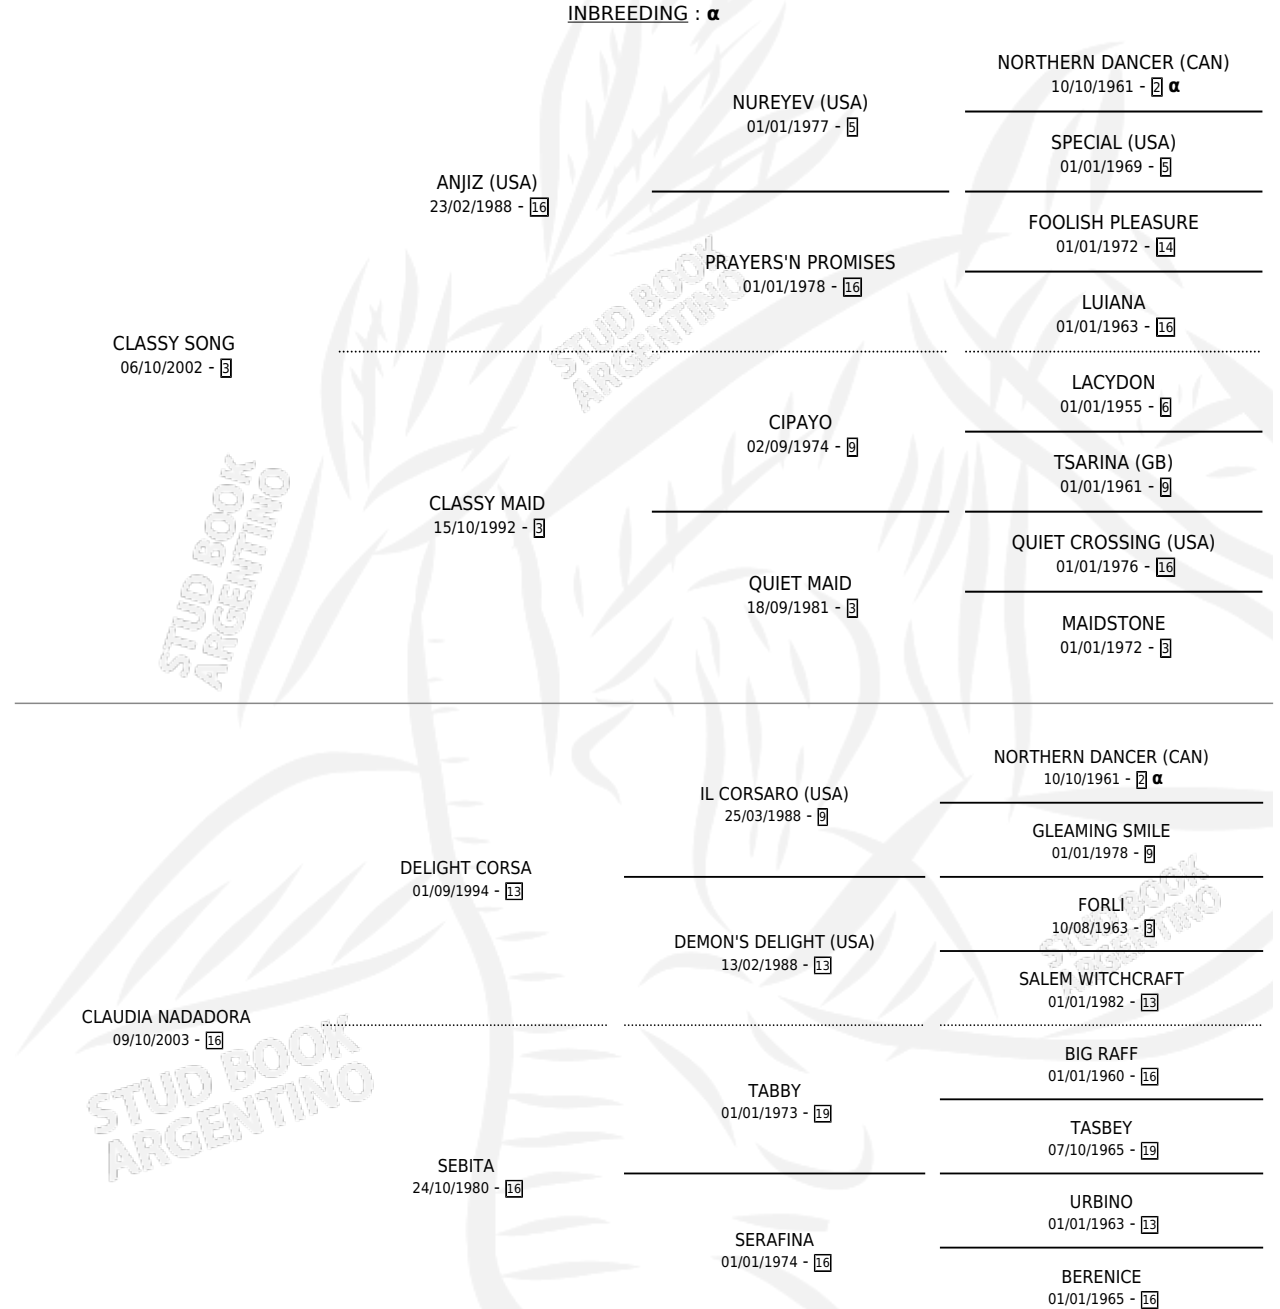 INBREEDING : α
NORTHERN DANCER (CAN)
10/10/1961 - 2 α
NUREYEV (USA)
01/01/1977 - 5
SPECIAL (USA)
01/01/1969 - 5
ANJIZ (USA)
23/02/1988 - 16
FOOLISH PLEASURE
01/01/1972 - 14
PRAYERS'N PROMISES
01/01/1978 - 16
LUIANA
01/01/1963 - 16
CLASSY SONG
06/10/2002 - 3
LACYDON
01/01/1955 - 6
CIPAYO
02/09/1974 - 9
TSARINA (GB)
01/01/1961 - 9
CLASSY MAID
15/10/1992 - 3
QUIET CROSSING (USA)
01/01/1976 - 16
QUIET MAID
18/09/1981 - 3
MAIDSTONE
01/01/1972 - 3
NORTHERN DANCER (CAN)
10/10/1961 - 2 α
IL CORSARO (USA)
25/03/1988 - 9
GLEAMING SMILE
01/01/1978 - 9
DELIGHT CORSA
01/09/1994 - 13
FORLI
10/08/1963 - 3
DEMON'S DELIGHT (USA)
13/02/1988 - 13
SALEM WITCHCRAFT
01/01/1982 - 13
CLAUDIA NADADORA
09/10/2003 - 16
BIG RAFF
01/01/1960 - 16
TABBY
01/01/1973 - 19
TASBEY
07/10/1965 - 19
SEBITA
24/10/1980 - 16
URBINO
01/01/1963 - 13
SERAFINA
01/01/1974 - 16
BERENICE
01/01/1965 - 16
STUD BOOK
ARGENTINO
STUD BOOK
ARGENTINO
STUD BOOK
ARGENTINO
STUD BOOK
ARGENTINO